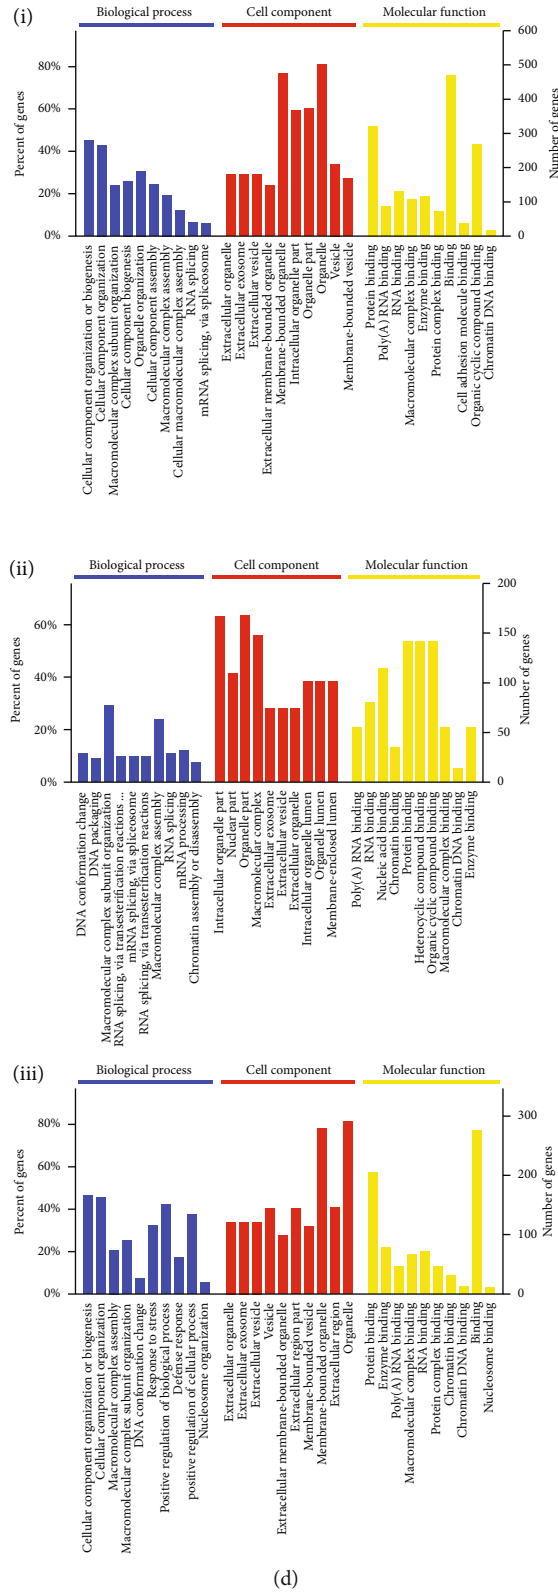 (i)
Biological process
Cell component
Molecular function
80%
60%
40%
20%
0%
Percent of genes
600
500
400
300
200
100
0
Number of genes
Cellular component organization or biogenesis
Cellular component organization
Macromolecular complex subunit organization
Cellular component biogenesis
Organelle organization
Cellular component assembly
Macromolecular complex assembly
Cellular macromolecular complex assembly
RNA splicing
mRNA splicing, via spliceosome
Extracellular organelle
Extracellular exosome
Extracellular vesicle
Extracellular membrane-bounded organelle
Membrane-bounded organelle
Intracellular organelle part
Organelle part
Organelle
Vesicle
Membrane-bounded vesicle
Protein binding
Poly(A) RNA binding
RNA binding
Macromolecular complex binding
Enzyme binding
Protein complex binding
Binding
Cell adhesion molecule binding
Organic cyclic compound binding
Chromatin DNA binding
(ii)
Biological process
Cell component
Molecular function
60%
40%
20%
0%
Percent of genes
200
150
100
50
0
Number of genes
DNA conformation change
DNA packaging
Macromolecular complex subunit organization
RNA splicing, via transesterification reactions ...
mRNA splicing, via spliceosome
RNA splicing, via transesterification reactions
Macromolecular complex assembly
RNA splicing
mRNA processing
Chromatin assembly or disassembly
Intracellular organelle part
Nuclear part
Organelle part
Macromolecular complex
Extracellular exosome
Extracellular vesicle
Extracellular organelle
Intracellular organelle lumen
Organelle lumen
Membrane-enclosed lumen
Poly(A) RNA binding
RNA binding
Nucleic acid binding
Chromatin binding
Protein binding
Heterocyclic compound binding
Organic cyclic compound binding
Macromolecular complex binding
Chromatin DNA binding
Enzyme binding
(iii)
Biological process
Cell component
Molecular function
80%
60%
40%
20%
0%
Percent of genes
300
200
100
0
Number of genes
Cellular component organization or biogenesis
Cellular component organization
Macromolecular complex assembly
Macromolecular complex subunit organization
DNA conformation change
Response to stress
Positive regulation of biological process
Defense response
positive regulation of cellular process
Nucleosome organization
Extracellular organelle
Extracellular exosome
Extracellular vesicle
Vesicle
Extracellular membrane-bounded organelle
Extracellular region part
Membrane-bounded vesicle
Membrane-bounded organelle
Extracellular region
Organelle
Protein binding
Enzyme binding
Poly(A) RNA binding
Macromolecular complex binding
RNA binding
Protein complex binding
Chromatin binding
Chromatin DNA binding
Binding
Nucleosome binding
(d)